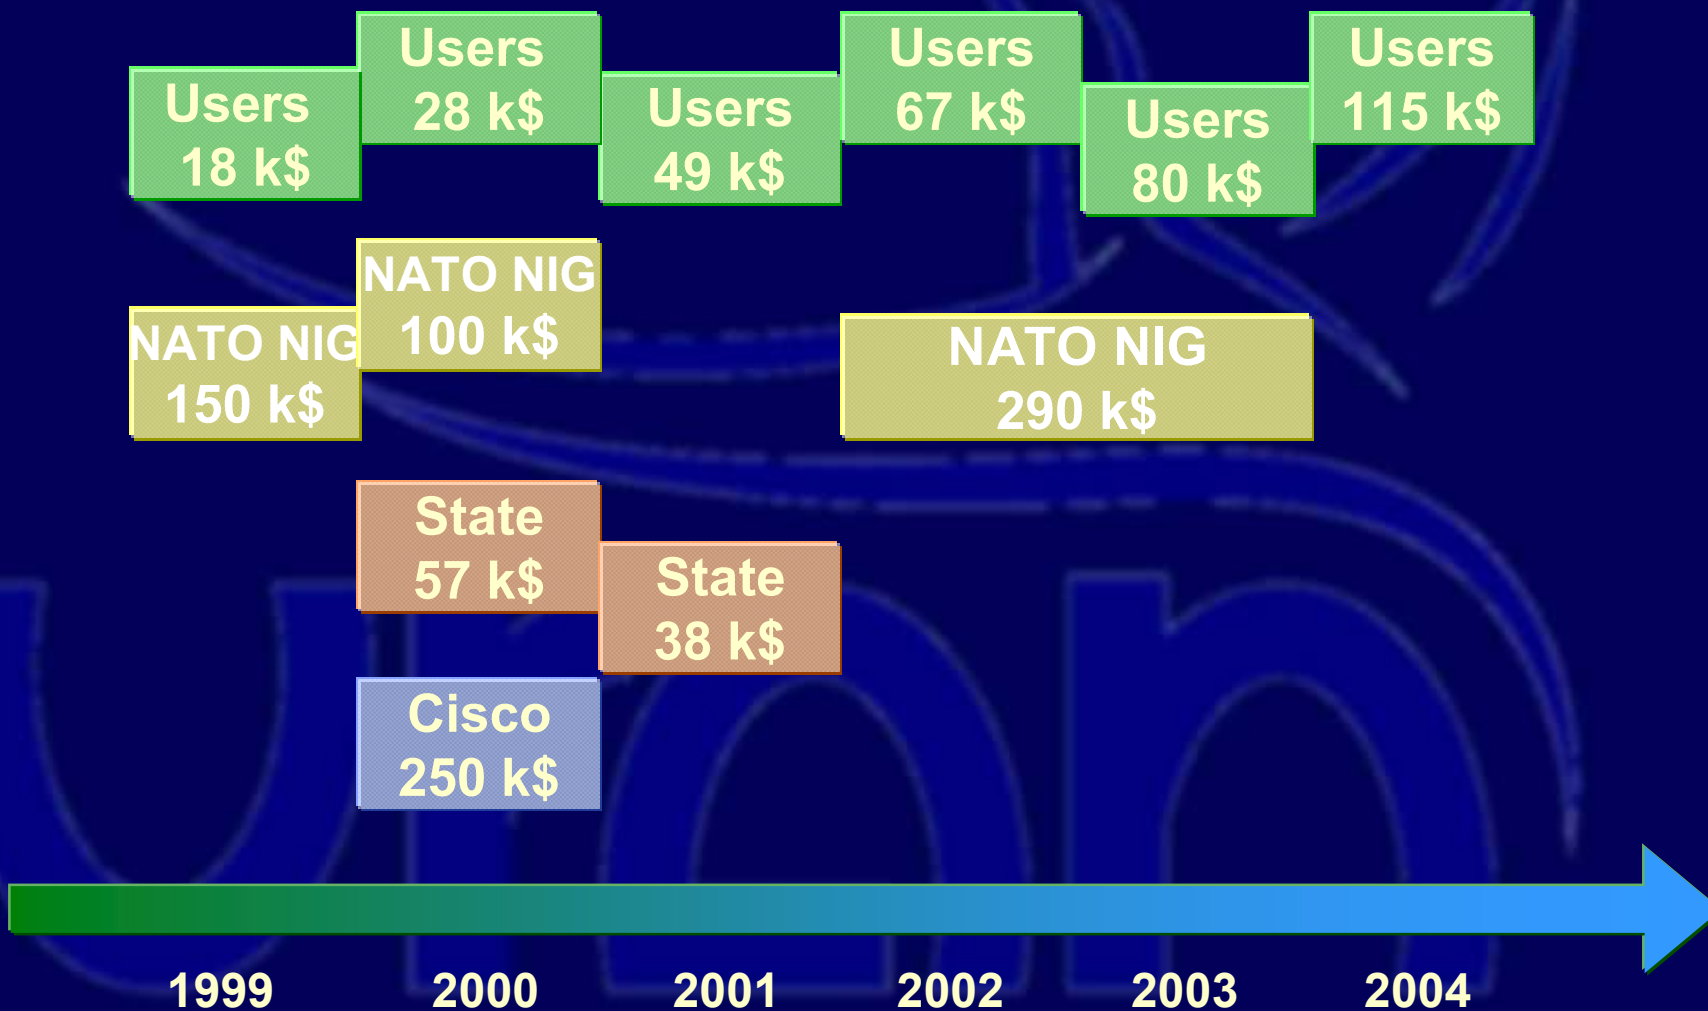 Users
18 k$
Users
28 k$
Users
49 k$
Users
67 k$
Users
80 k$
Users
115 k$
NATO NIG
150 k$
NATO NIG
100 k$
NATO NIG
290 k$
State
57 k$
State
38 k$
Cisco
250 k$
1999
2000
2001
2002
2003
2004